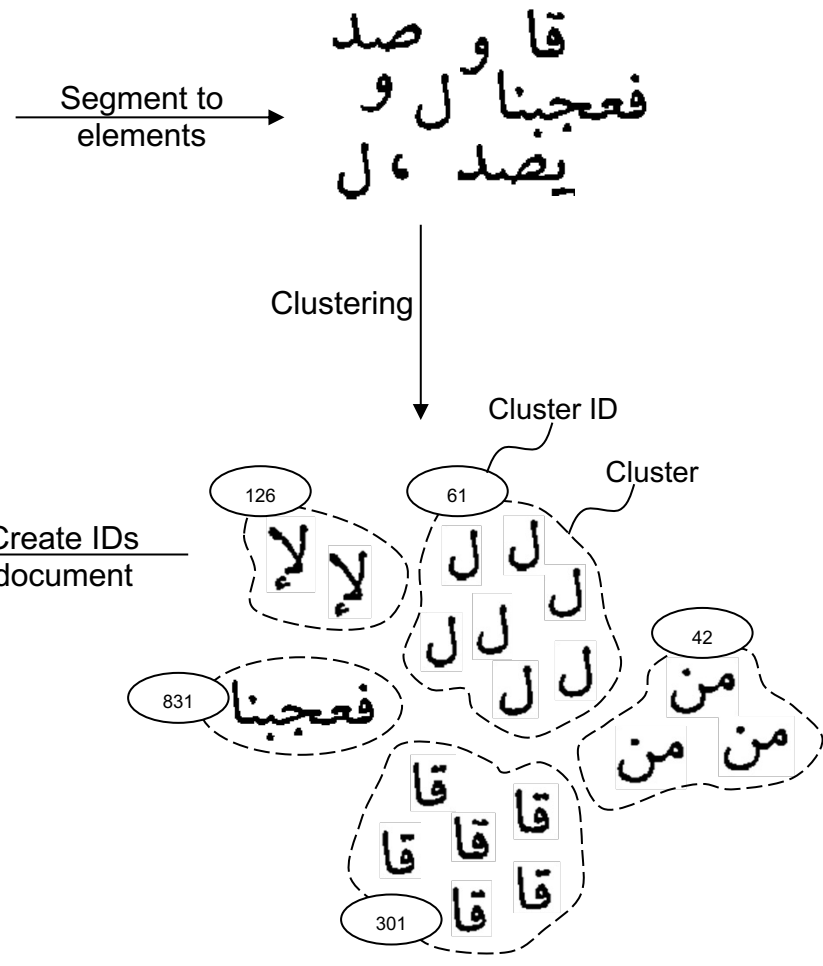 Segment to
elements
قا و صد
فعجبنا ل و
يصد ، ل
Clustering
Cluster ID
Cluster
126
61
Create IDs
document
لإ
لإ
ل
ل
ل
ل
ل
ل
ل
42
من
من
من
831
فعجبنا
قا
قا
قا
قا
قا
قا
301